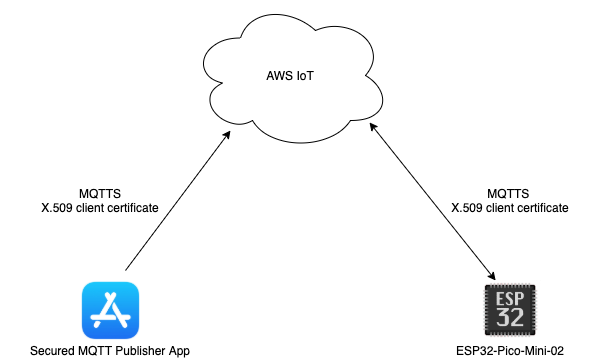 AWS IoT
MQTTS
X.509 client certificate
MQTTS
X.509 client certificate
ESP
32
Secured MQTT Publisher App
ESP32-Pico-Mini-02